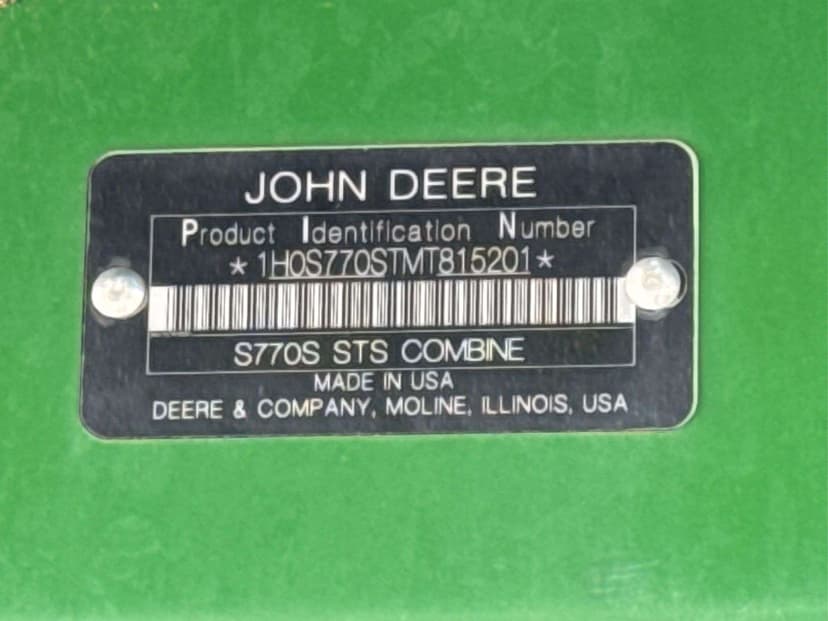 JOHN DEERE
Product Identification Number
*1H0S770STMT815201*
S770S STS COMBINE
MADE IN USA
DEERE & COMPANY, MOLINE, ILLINOIS, USA